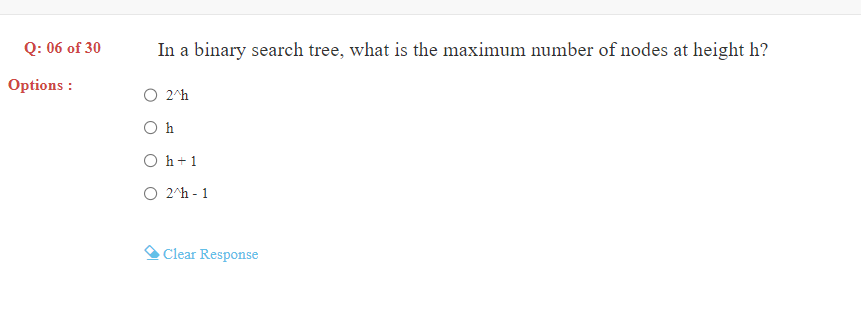 Q: 06 of 30
In a binary search tree, what is the maximum number of nodes at height h?
Options :
2^h
h
h + 1
2^h - 1
Clear Response